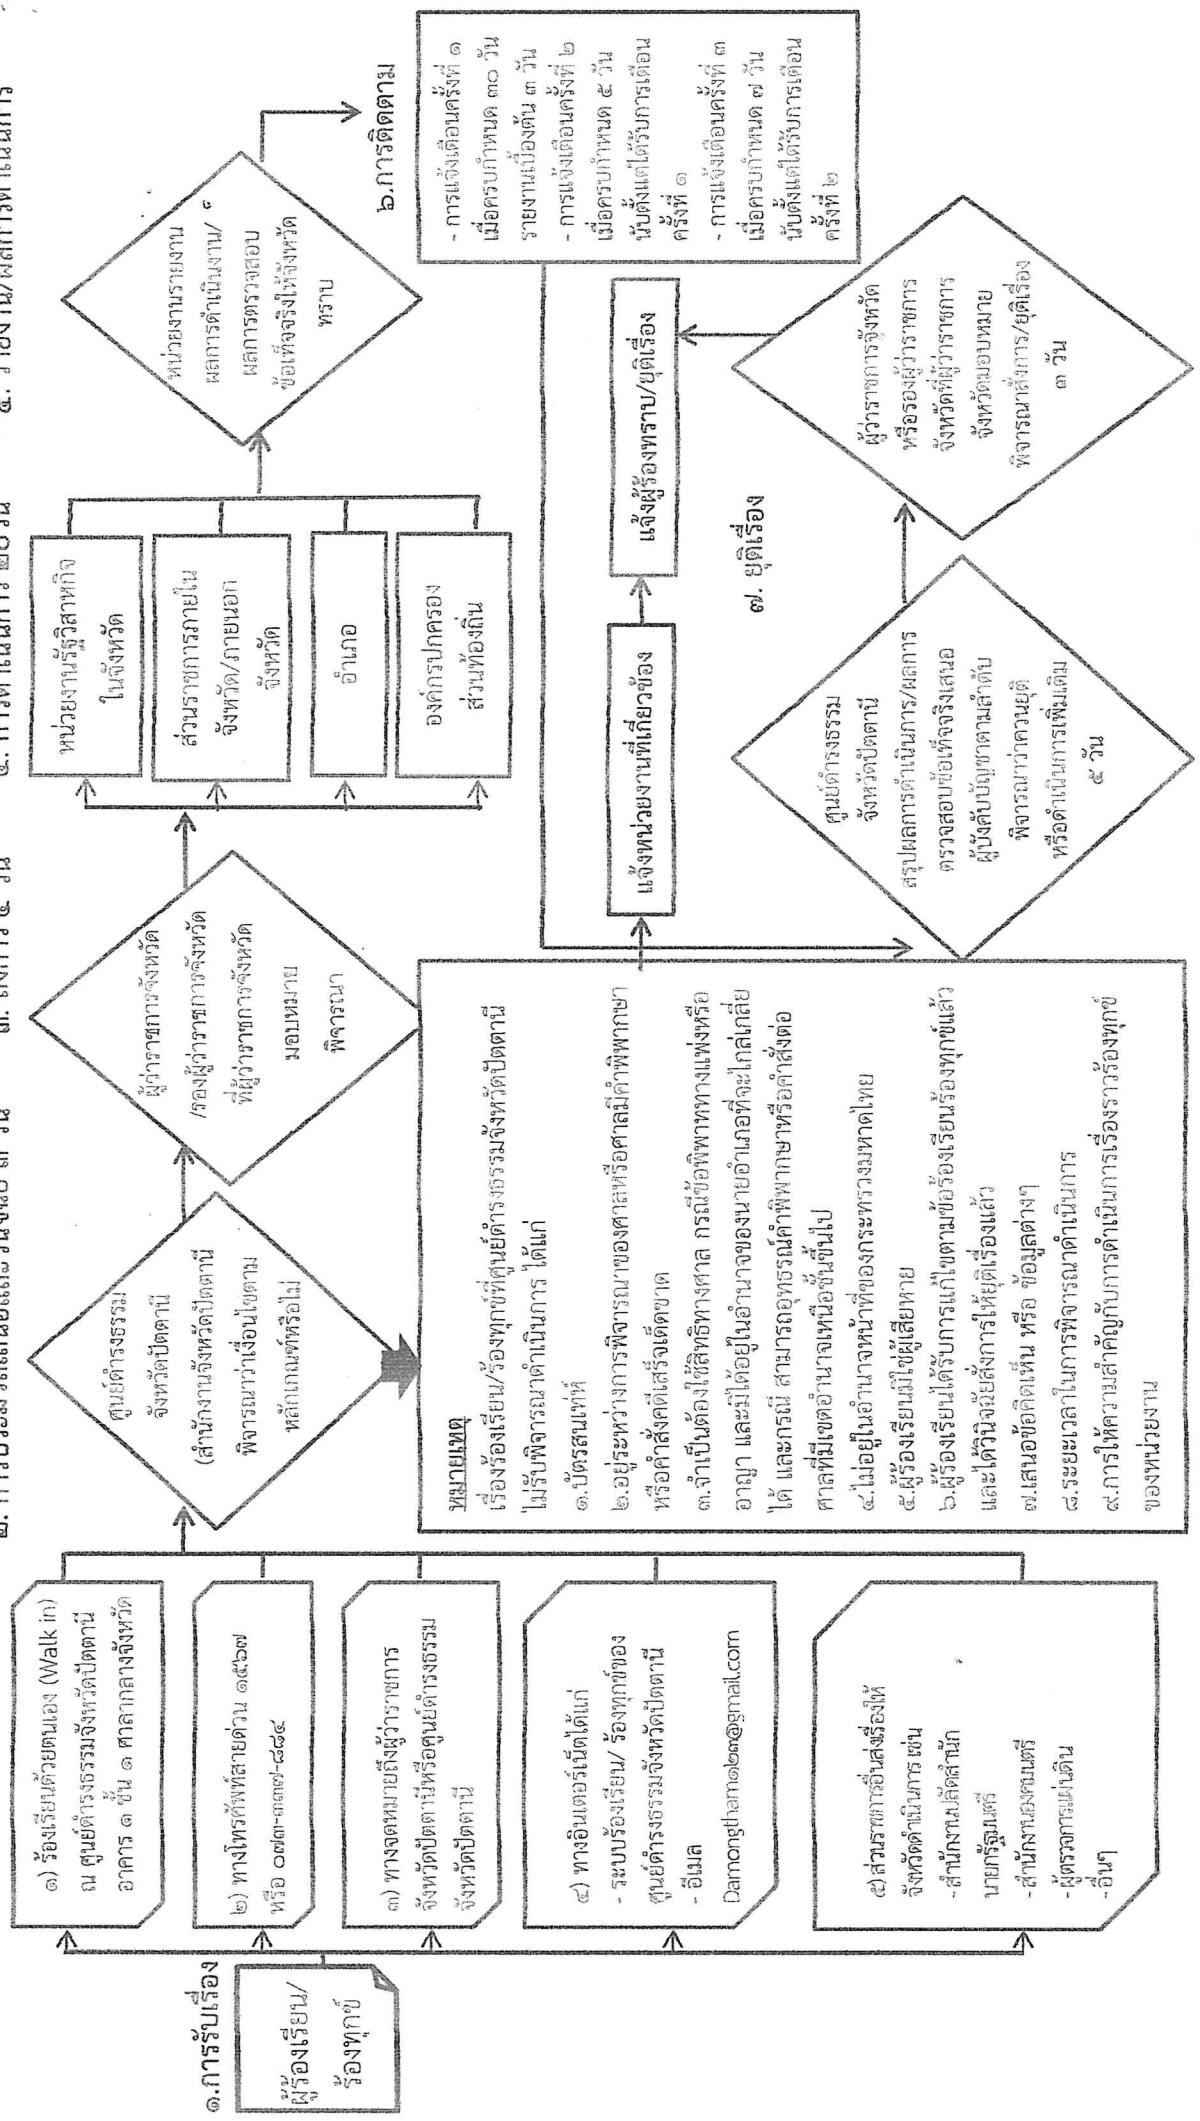 ๑.การรับเรื่อง
ผู้ร้องเรียน/
ร้องทุกข์
๑) ร้องเรียนด้วยตนเอง (Walk in)
ณ ศูนย์ดำรงธรรมจังหวัดปัตตานี
อาคาร ๑ ชั้น ๑ ศาลากลางจังหวัด
๒) ทางโทรศัพท์สายด่วน ๑๕๖๗
หรือ ๐๗๓-๓๓๗-๘๘๔
๓) ทางจดหมายถึงผู้ว่าราชการ
จังหวัดปัตตานีหรือศูนย์ดำรงธรรม
จังหวัดปัตตานี
๔) ทางอินเตอร์เน็ตได้แก่
- ระบบร้องเรียน/ ร้องทุกข์ของ
ศูนย์ดำรงธรรมจังหวัดปัตตานี
- อีเมล
Damongtham๑๒๓@gmail.com
๕) ส่วนราชการอื่นส่งเรื่องให้
จังหวัดดำเนินการ เช่น
- สำนักงานปลัดสำนัก
นายกรัฐมนตรี
- สำนักงานองคมนตรี
- ผู้ตรวจการแผ่นดิน
- อื่นๆ
ศูนย์ดำรงธรรม
จังหวัดปัตตานี
(สำนักงานจังหวัดปัตตานี
พิจารณาว่าเงื่อนไขตาม
หลักเกณฑ์หรือไม่
ผู้ว่าราชการจังหวัด
/รองผู้ว่าราชการจังหวัด
ที่ผู้ว่าราชการจังหวัด
มอบหมาย
พิจารณา
หน่วยงานรัฐวิสาหกิจ
ในจังหวัด
ส่วนราชการภายใน
จังหวัด/ภายนอก
จังหวัด
อำเภอ
องค์กรปกครอง
ส่วนท้องถิ่น
หน่วยงานรายงาน
ผลการดำเนินงาน/
ผลการตรวจสอบ
ข้อเท็จจริงให้จังหวัด
ทราบ
๖.การติดตาม
- การแจ้งเตือนครั้งที่ ๑
เมื่อครบกำหนด ๓๐ วัน
รายงานเบื้องต้น ๓ วัน
- การแจ้งเตือนครั้งที่ ๒
เมื่อครบกำหนด ๕ วัน
นับตั้งแต่ได้รับการเตือน
ครั้งที่ ๑
- การแจ้งเตือนครั้งที่ ๓
เมื่อครบกำหนด ๗ วัน
นับตั้งแต่ได้รับการเตือน
ครั้งที่ ๒
หมายเหตุ
เรื่องร้องเรียน/ร้องทุกข์ที่ศูนย์ดำรงธรรมจังหวัดปัตตานี
ไม่รับพิจารณาดำเนินการ ได้แก่
๑.บัตรสนเท่ห์
๒.อยู่ระหว่างการพิจารณาของศาลหรือศาลมีคำพิพากษา
หรือคำสั่งคดีเสร็จเด็ดขาด
๓.จำเป็นต้องใช้สิทธิทางศาล กรณีข้อพิพาททางแพ่งหรือ
อาญา และมิได้อยู่ในอำนาจของนายอำเภอที่จะไกล่เกลี่ย
ได้ และกรณี สามารถอุทธรณ์คำพิพากษาหรือคำสั่งต่อ
ศาลที่มีเขตอำนาจเหนือชั้นขึ้นไป
๔.ไม่อยู่ในอำนาจหน้าที่ของกระทรวงมหาดไทย
๕.ผู้ร้องเรียนมิใช่ผู้เสียหาย
๖.ผู้ร้องเรียนได้รับการแก้ไขตามข้อร้องเรียนร้องทุกข์แล้ว
และได้วินิจฉัยสั่งการให้ยุติเรื่องแล้ว
๗.เสนอข้อคิดเห็น หรือ ข้อมูลต่างๆ
๘.ระยะเวลาในการพิจารณาดำเนินการ
๙.การให้ความสำคัญกับการดำเนินการเรื่องราวร้องทุกข์
ของหน่วยงาน
แจ้งหน่วยงานที่เกี่ยวข้อง
แจ้งผู้ร้องทราบ/ยุติเรื่อง
๗. ยุติเรื่อง
ศูนย์ดำรงธรรม
จังหวัดปัตตานี
สรุปผลการดำเนินการ/ผลการ
ตรวจสอบข้อเท็จจริงเสนอ
ผู้บังคับบัญชาตามลำดับ
พิจารณาว่าควนยุติ
หรือดำเนินการเพิ่มเติม
๕ วัน
ผู้ว่าราชการจังหวัด
หรือรองผู้ว่าราชการ
จังหวัดที่ผู้ว่าราชการ
จังหวัดมอบหมาย
พิจารณาสั่งการ/ยุติเรื่อง
๓ วัน